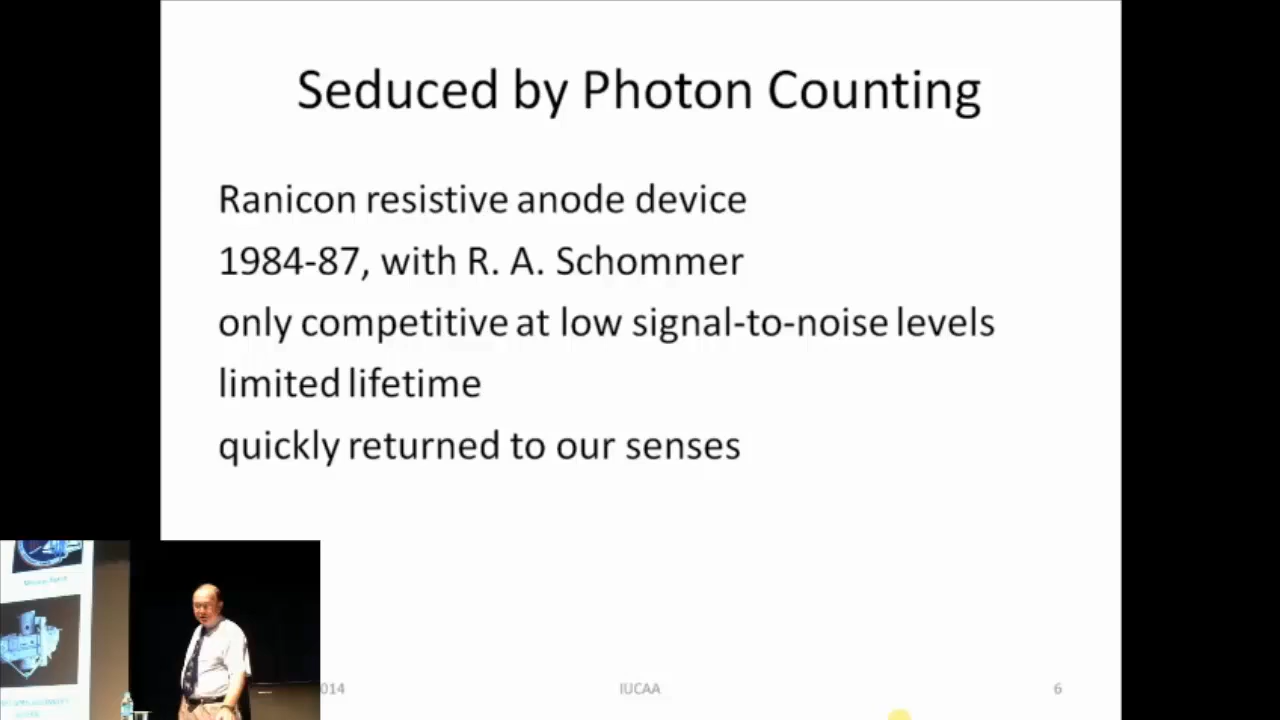 Seduced by Photon Counting
Ranicon resistive anode device
1984-87, with R. A. Schommer
only competitive at low signal-to-noise levels
limited lifetime
quickly returned to our senses
014
IUCAA
6